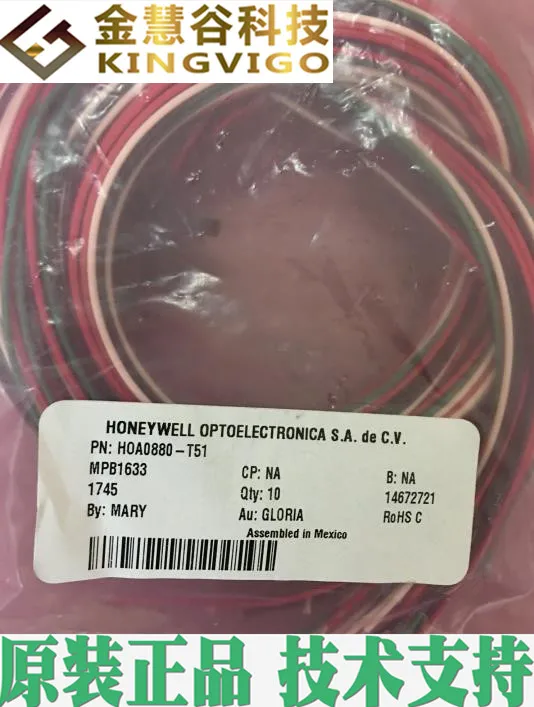 金慧谷科技
KINGVIGO
HONEYWELL OPTOELECTRONICA S.A. de C.V.
PN: HOA0880-T51
MPB1633 CP: NA B: NA
1745 Qty: 10 14672721
By: MARY Au: GLORIA RoHS C
Assembled in Mexico
原装正品 技术支持